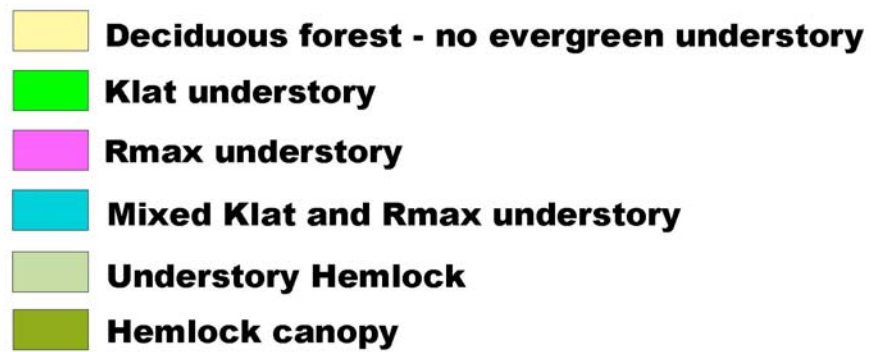 Deciduous forest - no evergreen understory
Klat understory
Rmax understory
Mixed Klat and Rmax understory
Understory Hemlock
Hemlock canopy